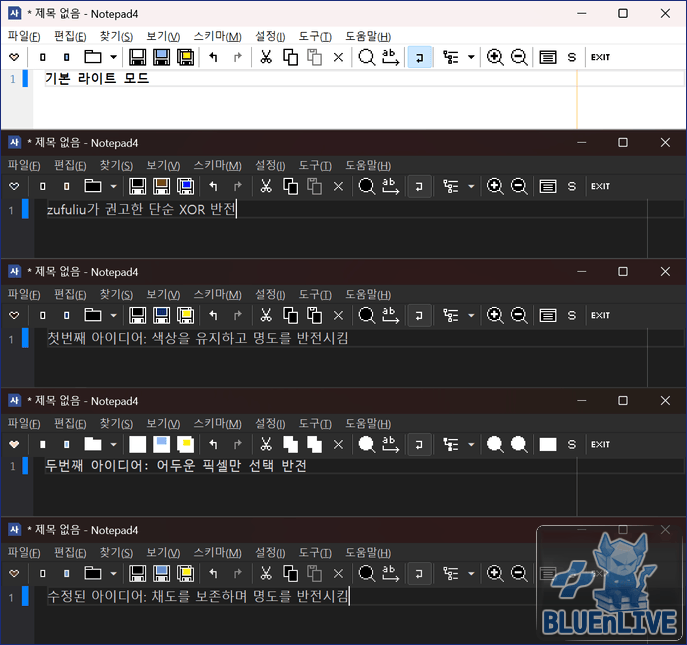 사 * 제목 없음 - Notepad4
파일(F) 편집(E) 찾기(S) 보기(V) 스키마(M) 설정(I) 도구(T) 도움말(H)
ab S EXIT
1 기본 라이트 모드
사 * 제목 없음 - Notepad4
파일(F) 편집(E) 찾기(S) 보기(V) 스키마(M) 설정(I) 도구(T) 도움말(H)
ab S EXIT
1 zufuliu가 권고한 단순 XOR 반전
사 * 제목 없음 - Notepad4
파일(F) 편집(E) 찾기(S) 보기(V) 스키마(M) 설정(I) 도구(T) 도움말(H)
ab S EXIT
1 첫번째 아이디어: 색상을 유지하고 명도를 반전시킴
사 * 제목 없음 - Notepad4
파일(F) 편집(E) 찾기(S) 보기(V) 스키마(M) 설정(I) 도구(T) 도움말(H)
ab S EXIT
1 두번째 아이디어: 어두운 픽셀만 선택 반전
사 * 제목 없음 - Notepad4
파일(F) 편집(E) 찾기(S) 보기(V) 스키마(M) 설정(I) 도구(T) 도움말(H)
ab
1 수정된 아이디어: 채도를 보존하며 명도를 반전시킴
BLUEnLIVE